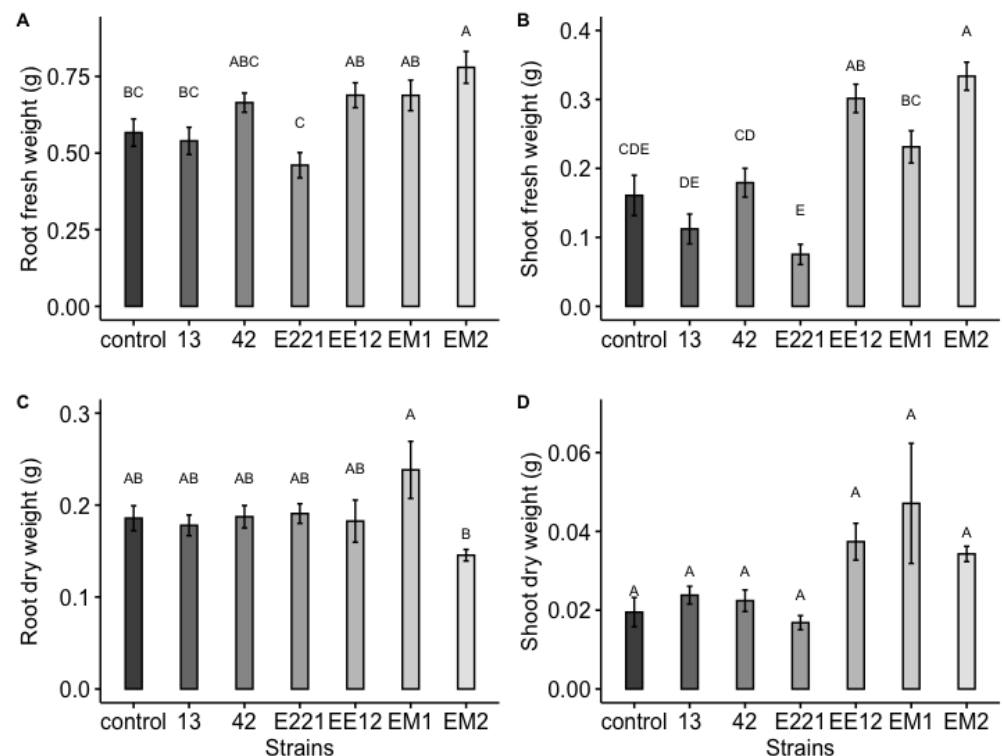 A
Root fresh weight (g)
0.75
0.50
0.25
0.00
BC BC ABC C AB AB A
control 13 42 E221 EE12 EM1 EM2
B
Shoot fresh weight (g)
0.4
0.3
0.2
0.1
0.0
CDE DE CD E AB BC A
control 13 42 E221 EE12 EM1 EM2
C
Root dry weight (g)
0.3
0.2
0.1
0.0
AB AB AB AB AB A B
control 13 42 E221 EE12 EM1 EM2
Strains
D
Shoot dry weight (g)
0.06
0.04
0.02
0.00
A A A A A A A
control 13 42 E221 EE12 EM1 EM2
Strains